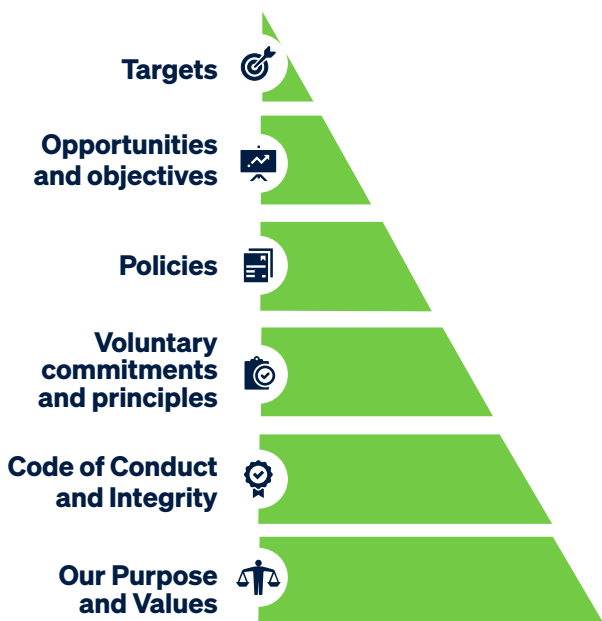 Targets
Opportunities
and objectives
Policies
Voluntary
commitments
and principles
Code of Conduct
and Integrity
Our Purpose
and Values